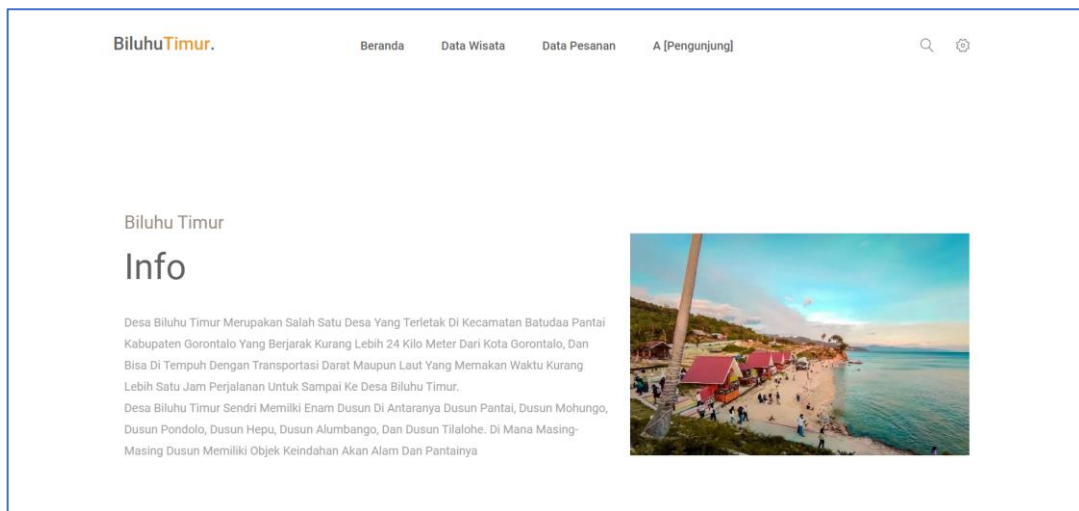 BiluhuTimur.
Beranda Data Wisata Data Pesanan A [Pengunjung]
Biluhu Timur
Info
Desa Biluhu Timur Merupakan Salah Satu Desa Yang Terletak Di Kecamatan Batudaa Pantai
Kabupaten Gorontalo Yang Berjarak Kurang Lebih 24 Kilo Meter Dari Kota Gorontalo, Dan
Bisa Di Tempuh Dengan Transportasi Darat Maupun Laut Yang Memakan Waktu Kurang
Lebih Satu Jam Perjalanan Untuk Sampai Ke Desa Biluhu Timur.
Desa Biluhu Timur Sendri Memilki Enam Dusun Di Antaranya Dusun Pantai, Dusun Mohungo,
Dusun Pondolo, Dusun Hepu, Dusun Alumbango, Dan Dusun Tilalohe. Di Mana Masing-
Masing Dusun Memiliki Objek Keindahan Akan Alam Dan Pantainya